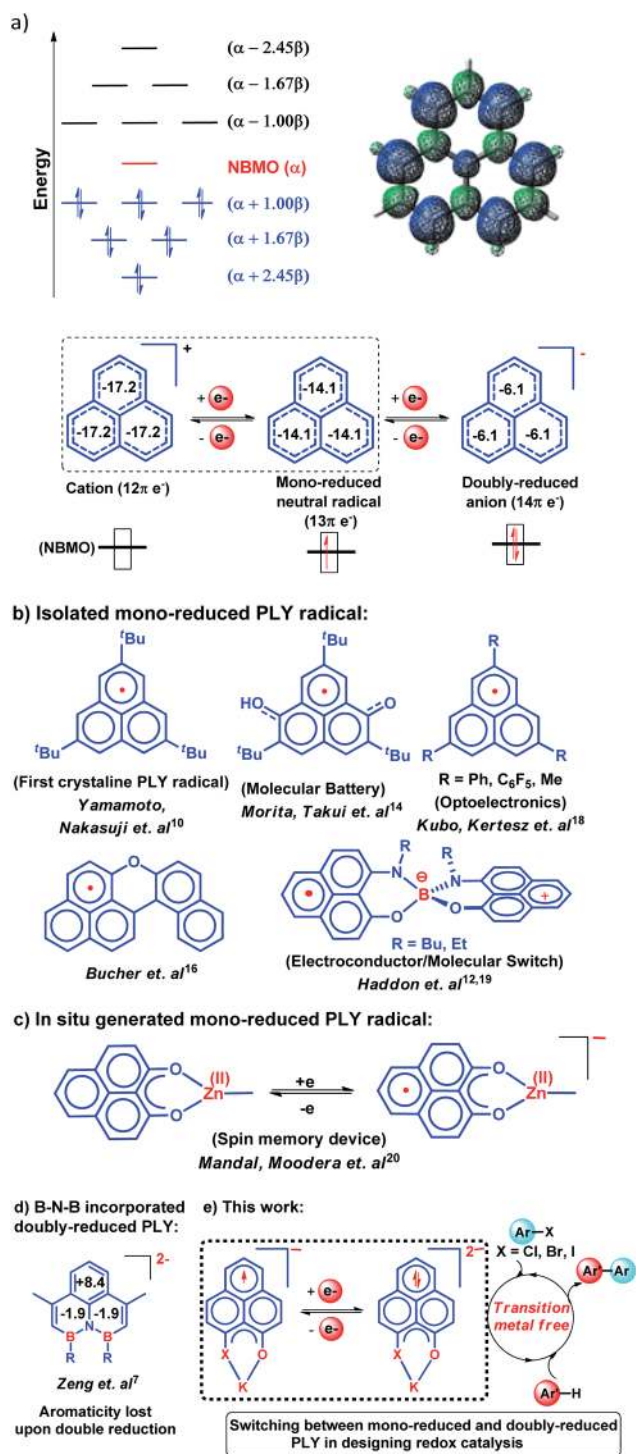 a)
(α − 2.45β)
(α − 1.67β)
(α − 1.00β)
NBMO (α)
(α + 1.00β)
(α + 1.67β)
(α + 2.45β)
Energy
+
-
-17.2
-17.2 -17.2
+ e-
- e-
-14.1
-14.1 -14.1
+ e-
- e-
-6.1
-6.1 -6.1
Cation (12π e-)
Mono-reduced
neutral radical
(13π e-)
Doubly-reduced
anion (14π e-)
(NBMO)
b) Isolated mono-reduced PLY radical:
tBu
tBu tBu
(First crystaline PLY radical)
Yamamoto,
Nakasuji et. al10
tBu
HO O
tBu tBu
(Molecular Battery)
Morita, Takui et. al14
R
R R
R = Ph, C6F5, Me
(Optoelectronics)
Kubo, Kertesz et. al18
O
Bucher et. al16
R R
N N
⊖
B
O O
+
R = Bu, Et
(Electroconductor/Molecular Switch)
Haddon et. al12,19
c) In situ generated mono-reduced PLY radical:
O
(II)
Zn
O
+e
-e
O
(II)
Zn
O
−
(Spin memory device)
Mandal, Moodera et. al20
d) B-N-B incorporated
doubly-reduced PLY:
2-
+8.4
-1.9 -1.9
B N B
R R
Zeng et. al7
Aromaticity lost
upon double reduction
e) This work:
−
X O
K
+ e-
- e-
2−
X O
K
Ar—X
X = Cl, Br, I
Ar'—Ar
Transition
metal free
Ar'—H
Switching between mono-reduced and doubly-reduced
PLY in designing redox catalysis